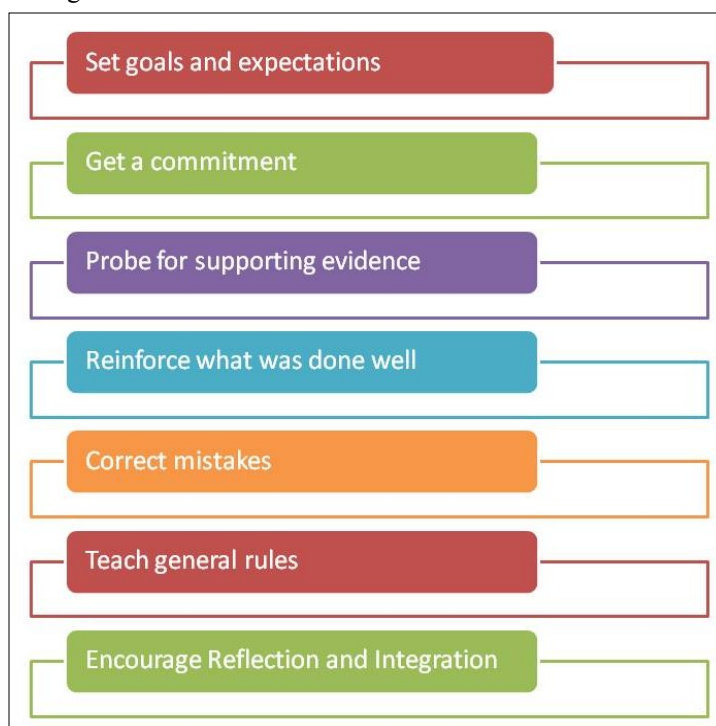 Set goals and expectations
Get a commitment
Probe for supporting evidence
Reinforce what was done well
Correct mistakes
Teach general rules
Encourage Reflection and Integration